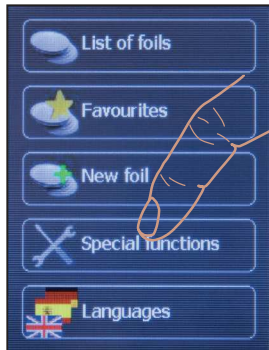 List of foils
Favourites
New foil
Special functions
Languages